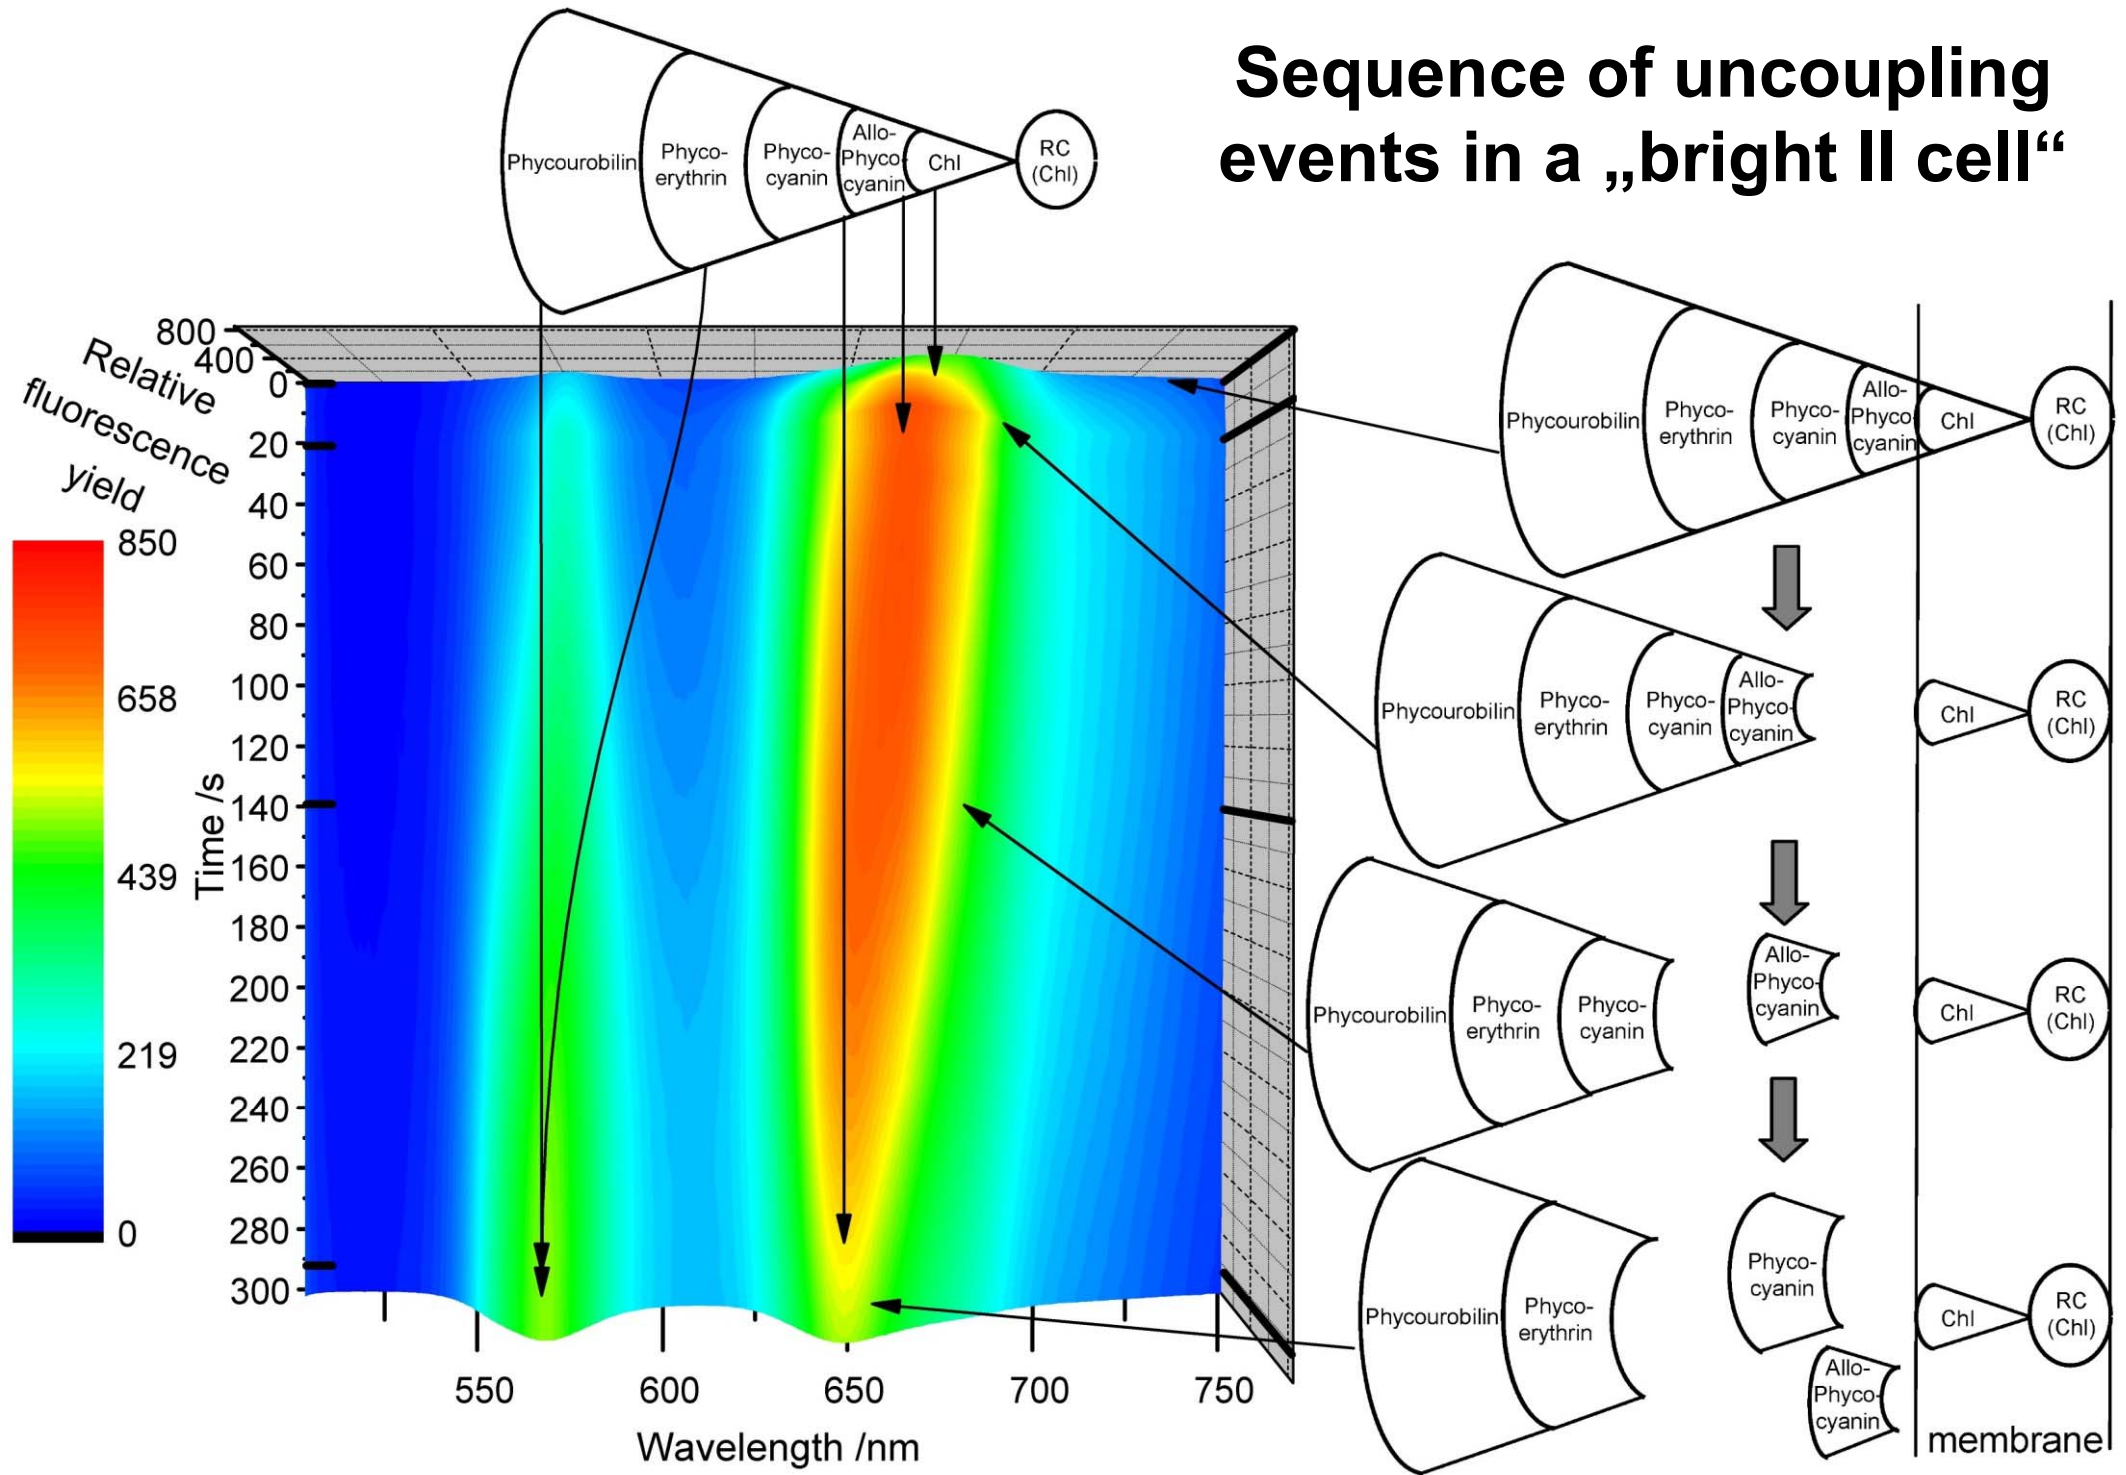 Sequence of uncoupling
events in a „bright II cell“
Phycourobilin
Phyco-
erythrin
Phyco-
cyanin
Allo-
Phyco-
cyanin
Chl
RC
(Chl)
800
400
0
20
40
60
80
100
120
140
160
180
200
220
240
260
280
300
Relative
fluorescence
yield
850
658
439
219
0
Time /s
550
600
650
700
750
Wavelength /nm
Phycourobilin
Phyco-
erythrin
Phyco-
cyanin
Allo-
Phyco-
cyanin
Chl
RC
(Chl)
Phycourobilin
Phyco-
erythrin
Phyco-
cyanin
Allo-
Phyco-
cyanin
Chl
RC
(Chl)
Phycourobilin
Phyco-
erythrin
Phyco-
cyanin
Allo-
Phyco-
cyanin
Chl
RC
(Chl)
Phycourobilin
Phyco-
erythrin
Phyco-
cyanin
Allo-
Phyco-
cyanin
Chl
RC
(Chl)
membrane